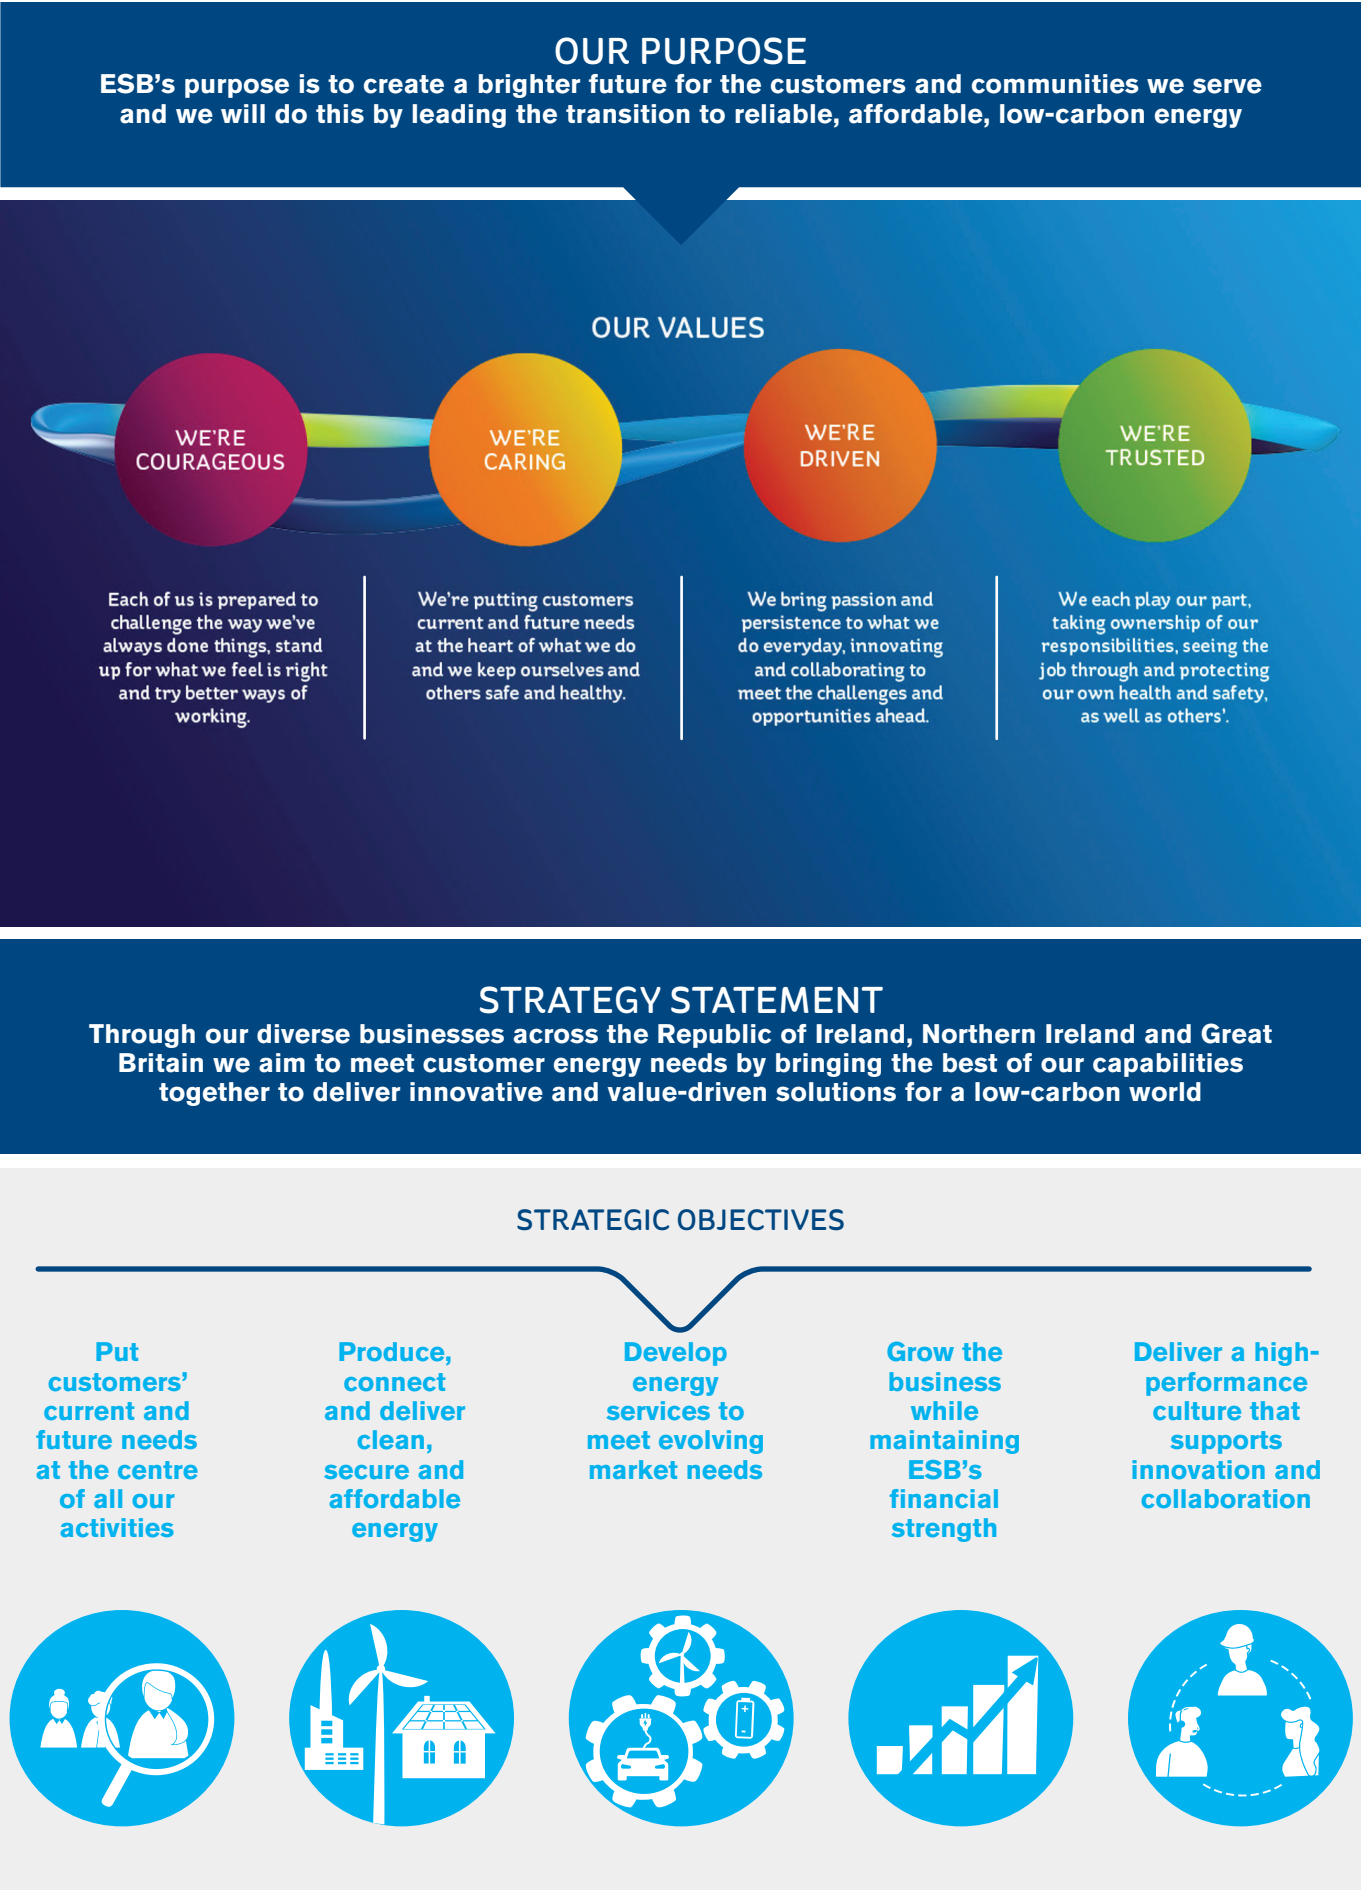 OUR PURPOSE
ESB’s purpose is to create a brighter future for the customers and communities we serve
and we will do this by leading the transition to reliable, affordable, low-carbon energy
OUR VALUES
WE’RE
COURAGEOUS
WE’RE
CARING
WE’RE
DRIVEN
WE’RE
TRUSTED
Each of us is prepared to
challenge the way we’ve
always done things, stand
up for what we feel is right
and try better ways of
working.
We’re putting customers
current and future needs
at the heart of what we do
and we keep ourselves and
others safe and healthy.
We bring passion and
persistence to what we
do everyday, innovating
and collaborating to
meet the challenges and
opportunities ahead.
We each play our part,
taking ownership of our
responsibilities, seeing the
job through and protecting
our own health and safety,
as well as others’.
STRATEGY STATEMENT
Through our diverse businesses across the Republic of Ireland, Northern Ireland and Great
Britain we aim to meet customer energy needs by bringing the best of our capabilities
together to deliver innovative and value-driven solutions for a low-carbon world
STRATEGIC OBJECTIVES
Put
customers’
current and
future needs
at the centre
of all our
activities
Produce,
connect
and deliver
clean,
secure and
affordable
energy
Develop
energy
services to
meet evolving
market needs
Grow the
business
while
maintaining
ESB’s
financial
strength
Deliver a high-
performance
culture that
supports
innovation and
collaboration